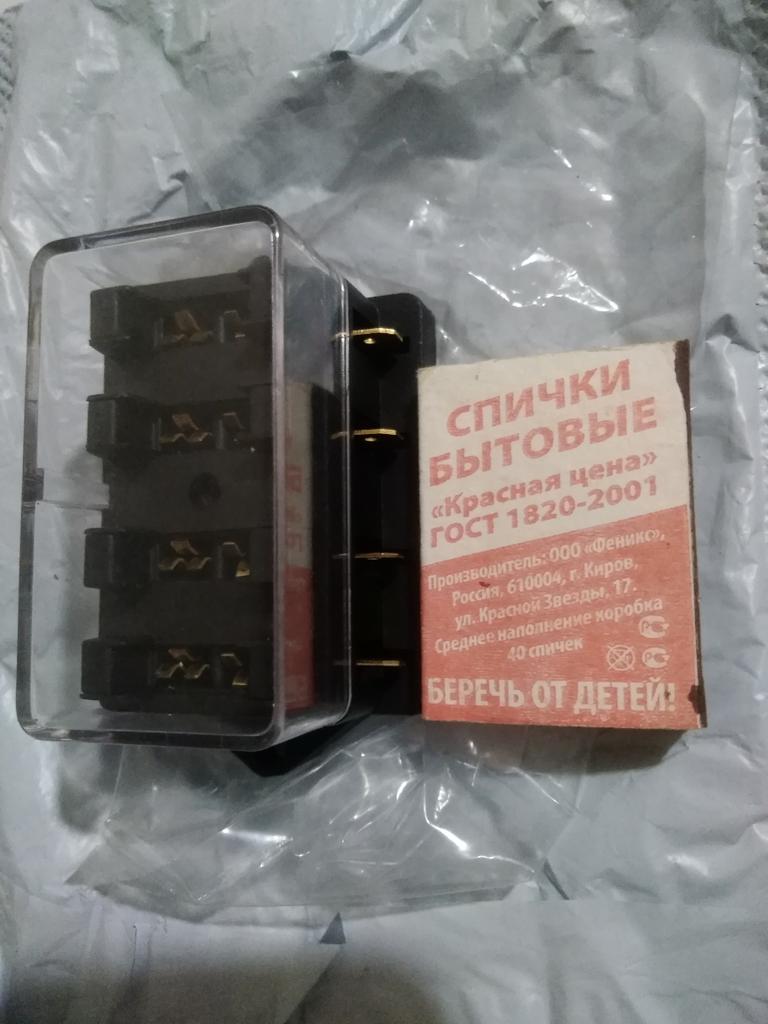 СПИЧКИ
БЫТОВЫЕ
«Красная цена»
ГОСТ 1820-2001
Производитель: ООО «Феникс»,
Россия, 610004, г. Киров,
ул. Красной Звезды, 17.
Среднее наполнение коробка
40 спичек
БЕРЕЧЬ ОТ ДЕТЕЙ!